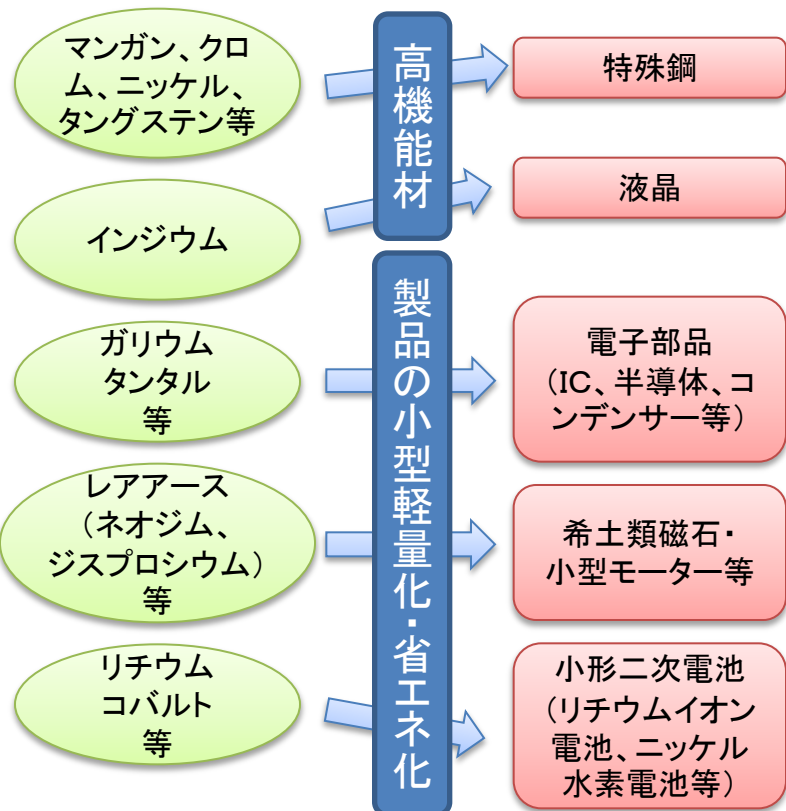 マンガン、クロ
ム、ニッケル、
タングステン等
高機能材
特殊鋼
インジウム
液晶
製品の小型軽量化・省エネ化
ガリウム
タンタル
等
電子部品
（IC、半導体、コ
ンデンサー等）
レアアース
（ネオジム、
ジスプロシウム）
等
希土類磁石・
小型モーター等
リチウム
コバルト
等
小形二次電池
（リチウムイオン
電池、ニッケル
水素電池等）